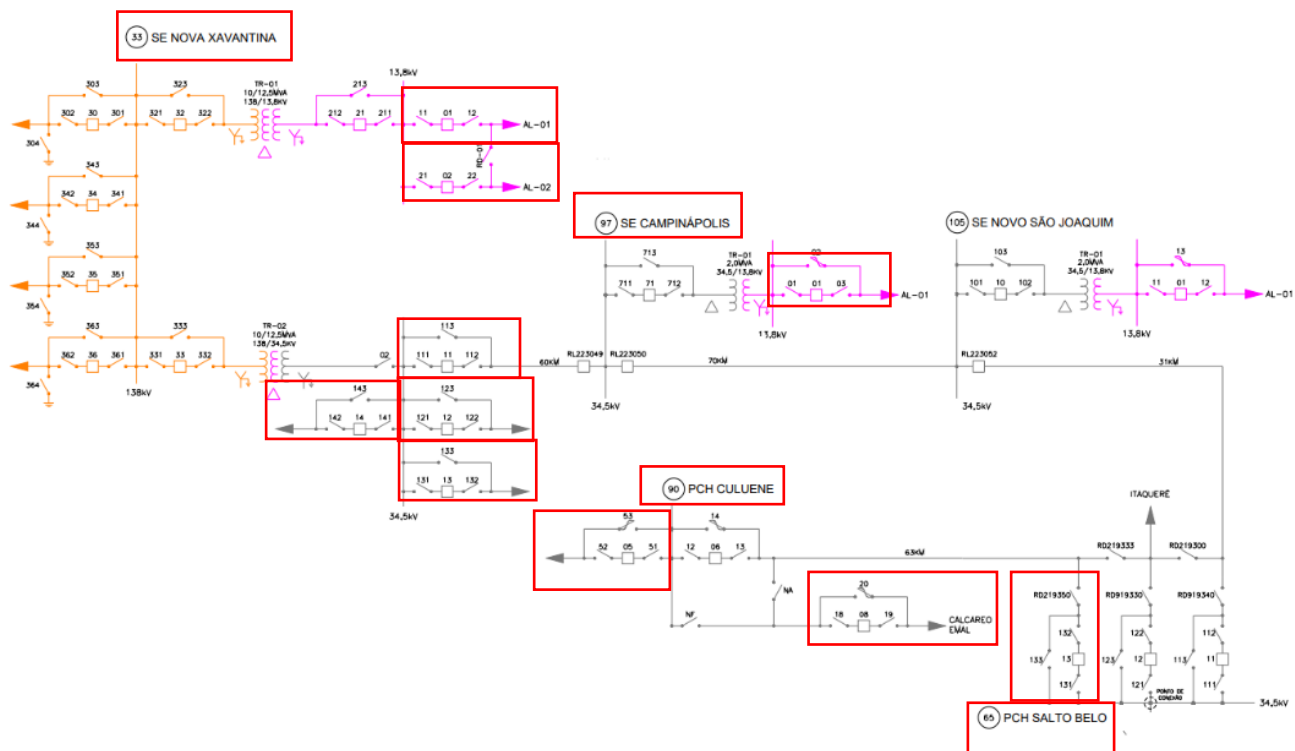 33 SE NOVA XAVANTINA
303
323
302 30 301
321 32 322
304
TR-01
10/12,5MVA
138/13,8KV
213
212 21 211
13,8kV
11 01 12
AL-01
RD-01
21 02 22
AL-02
343
342 34 341
344
353
352 35 351
354
363
333
362 36 361
331 33 332
364
138kV
TR-02
10/12,5MVA
138/34,5KV
02
113
111 11 112
143
123
142 14 141
121 12 122
133
131 13 132
34,5kV
97 SE CAMPINÁPOLIS
713
711 71 712
TR-01
2,0MVA
34,5/13,8KV
02
01 01 03
AL-01
13,8kV
60KM
RL223049
RL223050
70KM
34,5kV
105 SE NOVO SÃO JOAQUIM
103
101 10 102
TR-01
2,0MVA
34,5/13,8KV
13
11 01 12
AL-01
13,8kV
RL223052
31KM
34,5kV
90 PCH CULUENE
53
14
52 05 51
12 06 13
63KM
NA
NF
20
18 08 19
CALCAREO
EMAL
ITAQUERÊ
RD219333
RD219300
RD219350
RD919330
RD919340
132
122
112
133 13
123 12
113 11
131
121
111
PONTO DE
CONEXÃO
34,5kV
65 PCH SALTO BELO